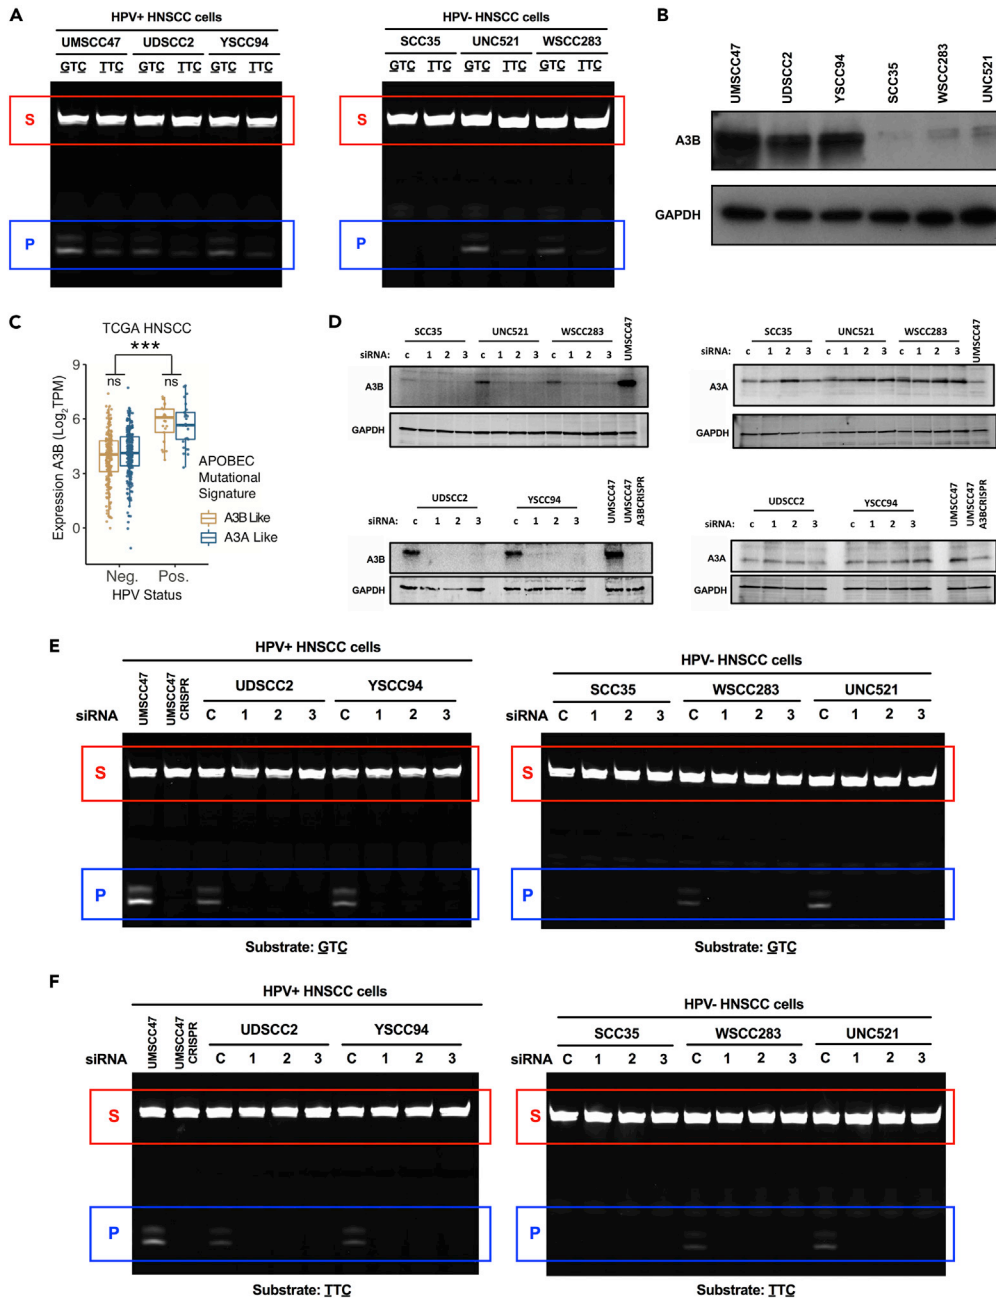 A
HPV+ HNSCC cells
UMSCC47 UDSCC2 YSCC94
GTC TTC GTC TTC GTC TTC
S
P
HPV- HNSCC cells
SCC35 UNC521 WSCC283
GTC TTC GTC TTC GTC TTC
B
UMSCC47
UDSCC2
YSCC94
SCC35
WSCC283
UNC521
A3B
GAPDH
C
TCGA HNSCC
***
ns ns
Expression A3B (Log2TPM)
9
6
3
0
Neg. Pos.
HPV Status
APOBEC
Mutational
Signature
A3B Like
A3A Like
D
SCC35 UNC521 WSCC283 UMSCC47
siRNA: c 1 2 3 c 1 2 3 c 1 2 3
A3B
GAPDH
SCC35 UNC521 WSCC283 UMSCC47
siRNA: c 1 2 3 c 1 2 3 c 1 2 3
A3A
GAPDH
UDSCC2 YSCC94 UMSCC47 UMSCC47 A3BCRISPR
siRNA: c 1 2 3 c 1 2 3
A3B
GAPDH
UDSCC2 YSCC94 UMSCC47 UMSCC47 A3BCRISPR
siRNA: c 1 2 3 c 1 2 3
A3A
GAPDH
E
HPV+ HNSCC cells
UMSCC47
UMSCC47 CRISPR
UDSCC2 YSCC94
siRNA C 1 2 3 C 1 2 3
S
P
Substrate: GTC
HPV- HNSCC cells
SCC35 WSCC283 UNC521
siRNA C 1 2 3 C 1 2 3 C 1 2 3
S
P
Substrate: GTC
F
HPV+ HNSCC cells
UMSCC47
UMSCC47 CRISPR
UDSCC2 YSCC94
siRNA C 1 2 3 C 1 2 3
S
P
Substrate: TTC
HPV- HNSCC cells
SCC35 WSCC283 UNC521
siRNA C 1 2 3 C 1 2 3 C 1 2 3
S
P
Substrate: TTC